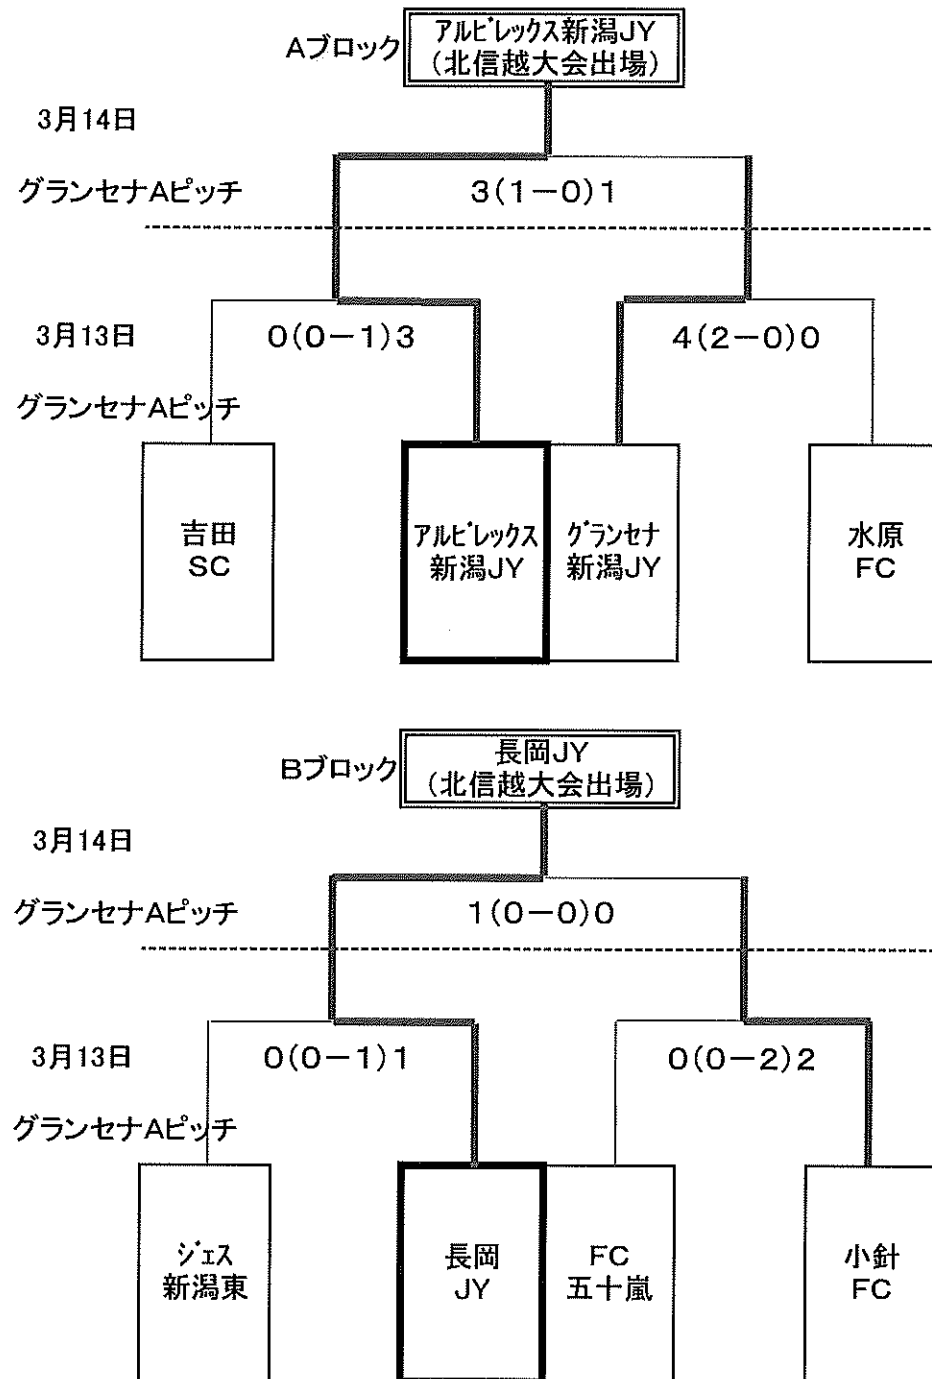 Aブロック
アルビレックス新潟JY
(北信越大会出場)
3月14日
グランセナAピッチ
3(1-0)1
3月13日
0(0-1)3
4(2-0)0
グランセナAピッチ
吉田
SC
アルビレックス
新潟JY
グランセナ
新潟JY
水原
FC
Bブロック
長岡JY
(北信越大会出場)
3月14日
グランセナAピッチ
1(0-0)0
3月13日
0(0-1)1
0(0-2)2
グランセナAピッチ
ジェス
新潟東
長岡
JY
FC
五十嵐
小針
FC